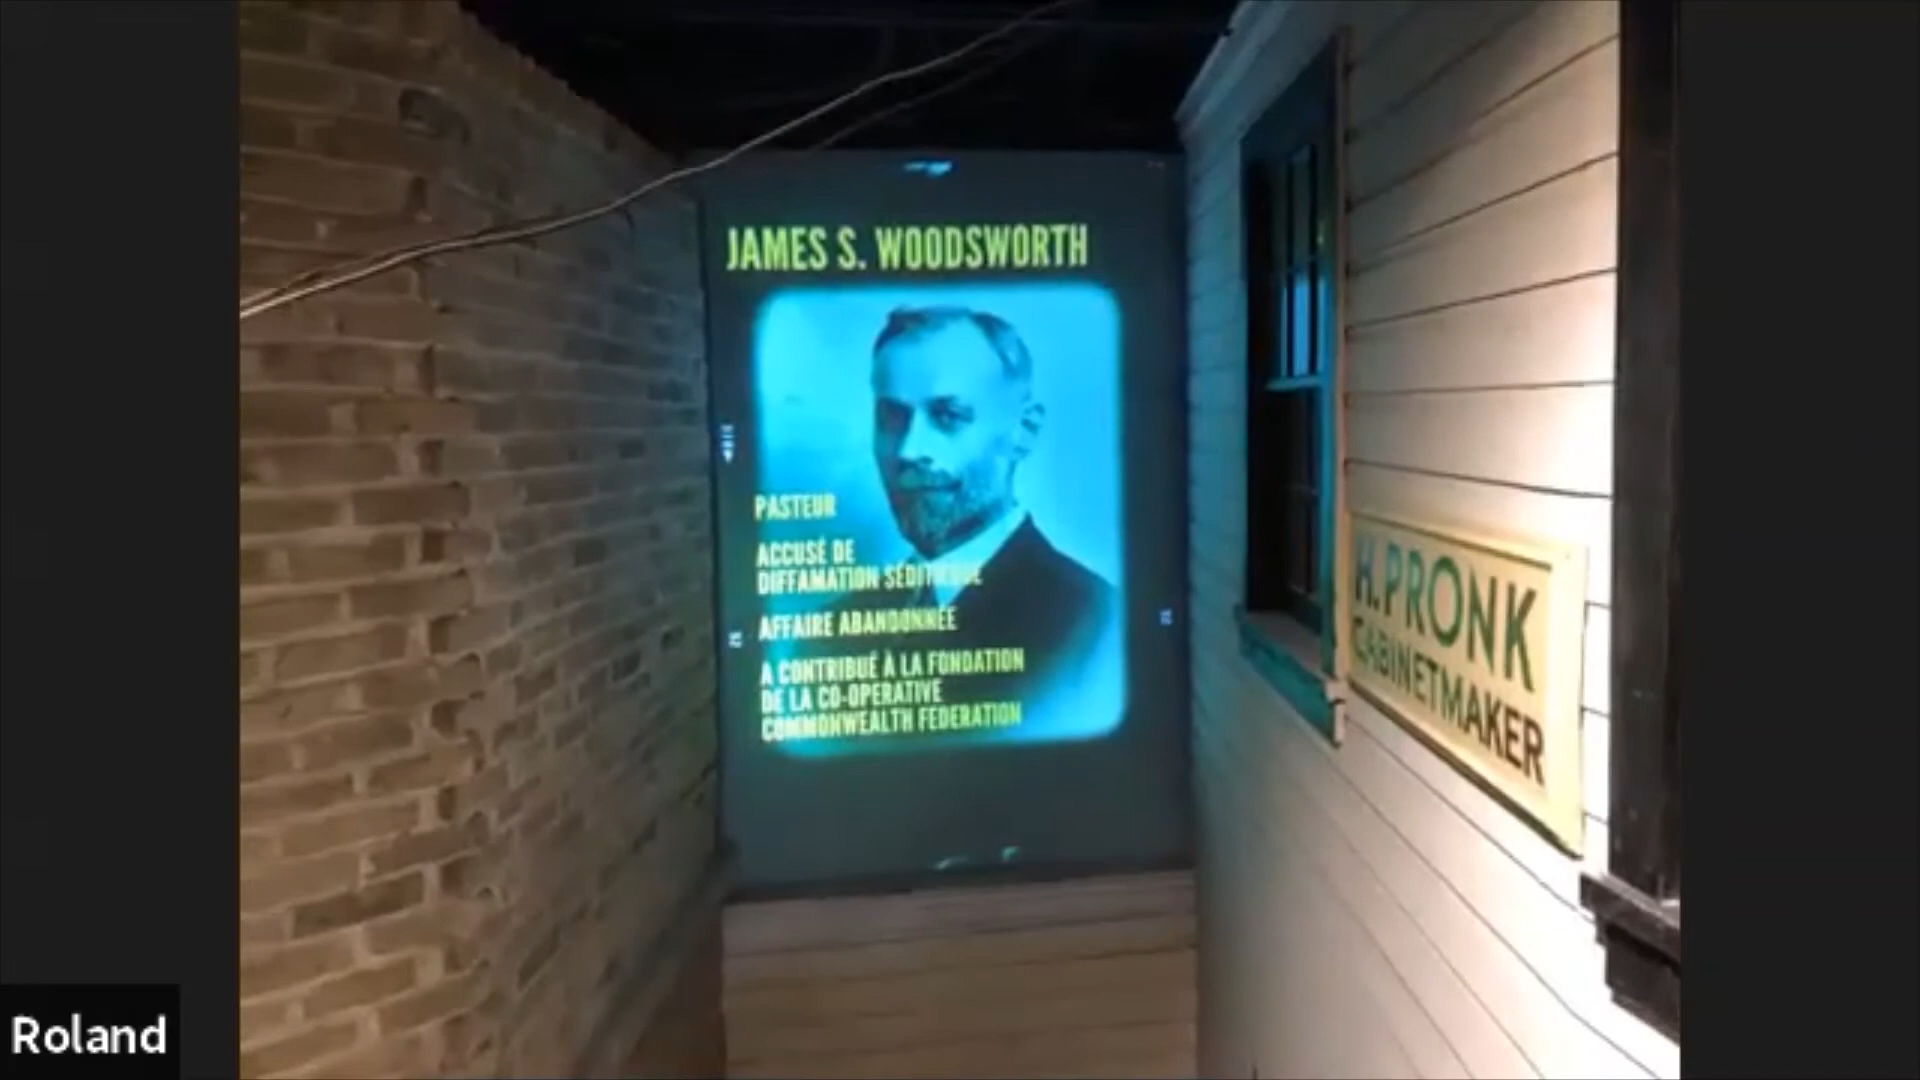 JAMES S. WOODSWORTH
PASTEUR
ACCUSÉ DE
DIFFAMATION SÉDITIEUSE
AFFAIRE ABANDONNÉE
A CONTRIBUÉ À LA FONDATION
DE LA CO-OPERATIVE
COMMONWEALTH FEDERATION
H. PRONK
CABINETMAKER
Roland